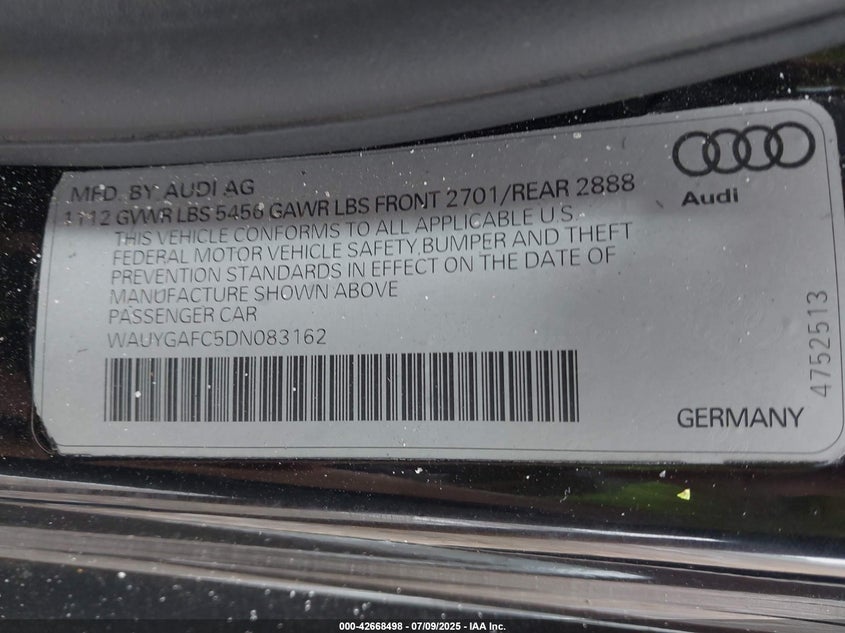 MFD. BY AUDI AG
1112 GVWR LBS 5456 GAWR LBS FRONT 2701/REAR 2888
THIS VEHICLE CONFORMS TO ALL APPLICABLE U.S.
FEDERAL MOTOR VEHICLE SAFETY, BUMPER AND THEFT
PREVENTION STANDARDS IN EFFECT ON THE DATE OF
MANUFACTURE SHOWN ABOVE
PASSENGER CAR
WAUYGAFC5DN083162
Audi
4752513
GERMANY
000-42668498 - 07/09/2025 - IAA Inc.